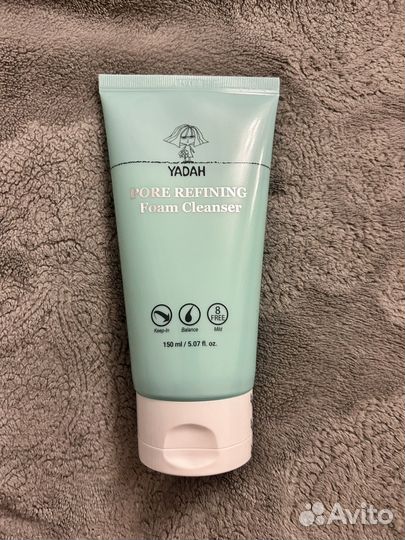 YADAH
PORE REFINING
Foam Cleanser
8
FREE
Keep-In Balance Mild
150 ml / 5.07 fl. oz.
Avito